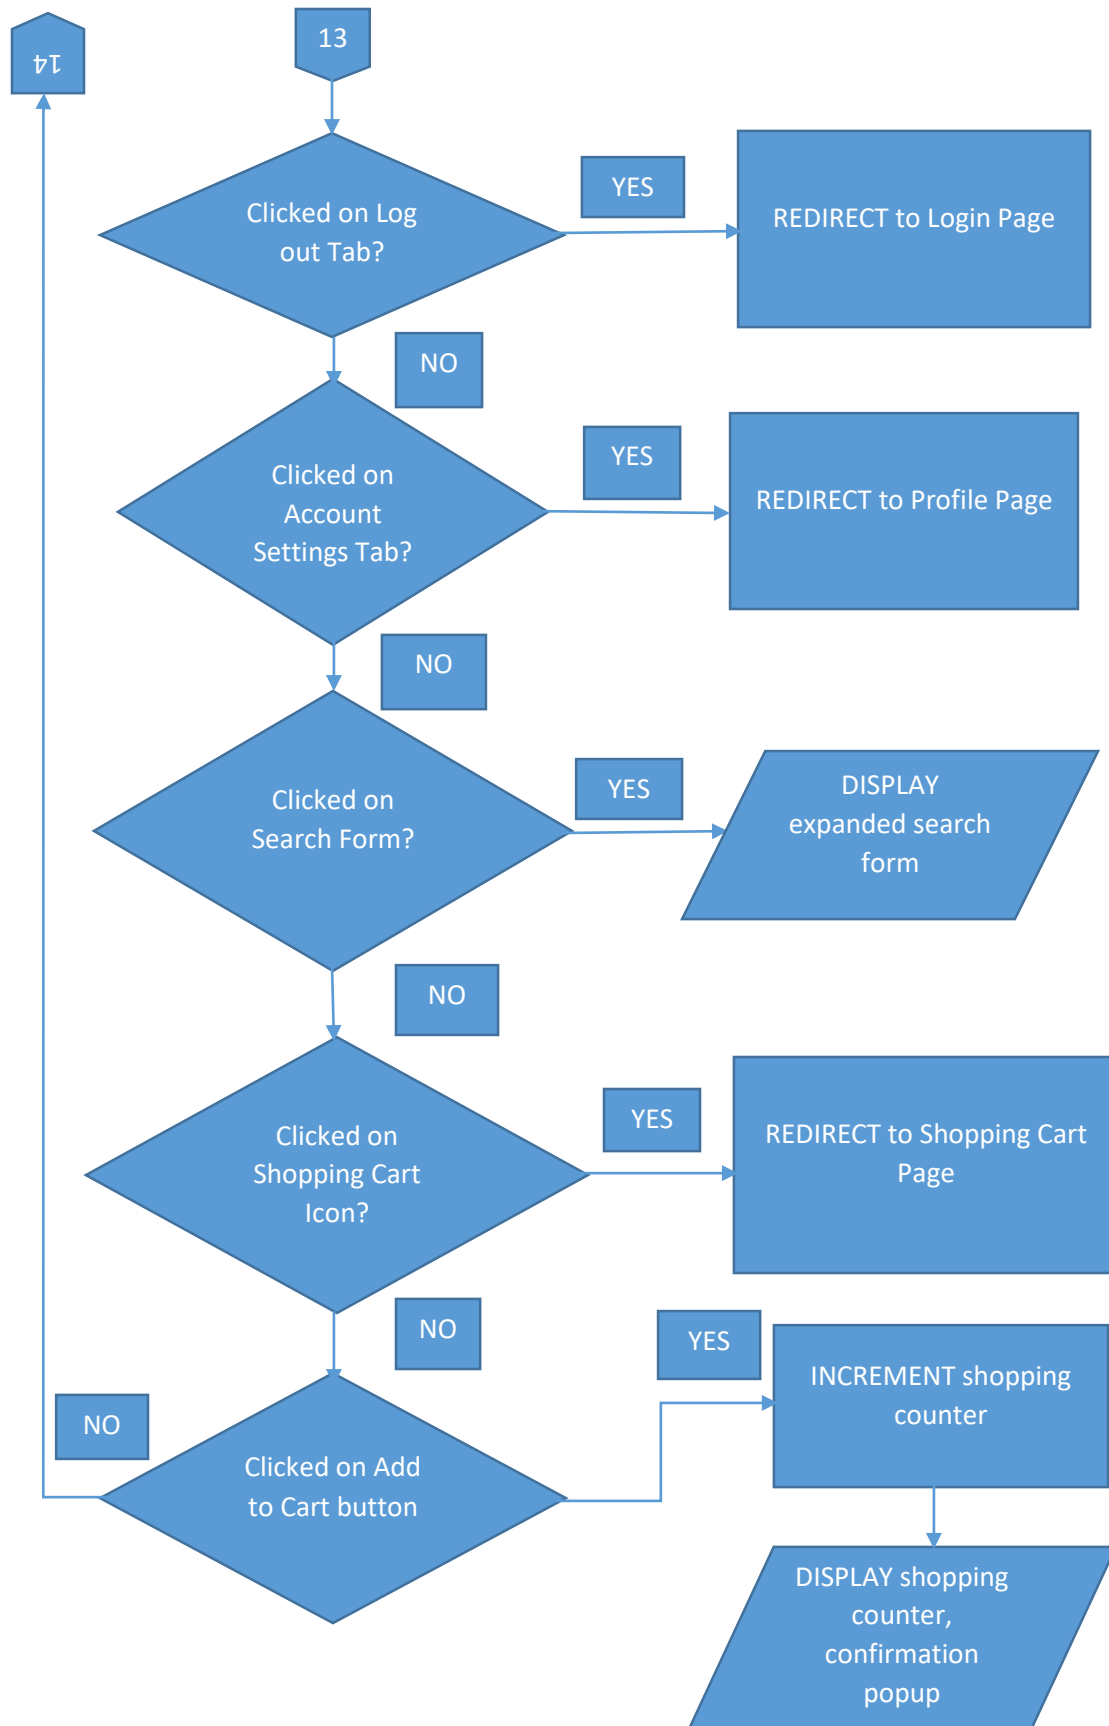 14
13
Clicked on Log
out Tab?
YES
REDIRECT to Login Page
NO
Clicked on
Account
Settings Tab?
YES
REDIRECT to Profile Page
NO
Clicked on
Search Form?
YES
DISPLAY
expanded search
form
NO
Clicked on
Shopping Cart
Icon?
YES
REDIRECT to Shopping Cart
Page
NO
YES
INCREMENT shopping
counter
NO
Clicked on Add
to Cart button
DISPLAY shopping
counter,
confirmation
popup